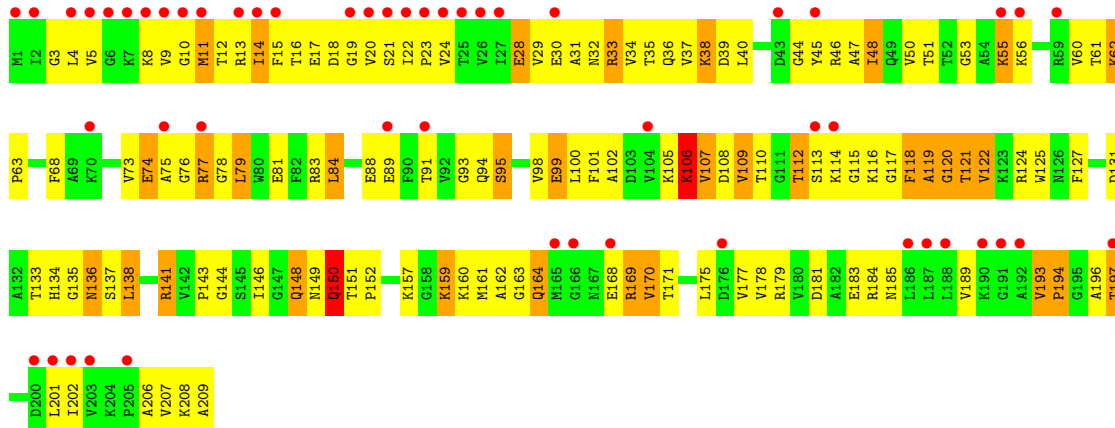 M1 I2 G3 L4 V5 G6 K7 K8 V9 G10 M11 T12 R13 I14 F15 T16 E17 D18 G19 V20 S21 I22 P23 V24 T25 V26 I27 E28 V29 E30 A31 N32 R33 V34 T35 Q36 V37 K38 D39 L40 D43 G44 Y45 R46 A47 I48 Q49 V50 T51 T52 G53 A54 K55 K56 R59 V60 T61
P63 F68 A69 K70 V73 E74 A75 G76 R77 G78 L79 W80 E81 F82 R83 L84 E88 E89 F90 T91 V92 G93 Q94 S95 V98 E99 L100 F101 A102 D103 V104 K105 K106 V107 D108 V109 T110 G111 T112 S113 K114 G115 K116 G117 F118 A119 G120 T121 V122 K123 R124 W125 N126 F127
A132 T133 H134 G135 N136 S137 L138 R141 V142 P143 G144 S145 I146 G147 Q148 N149 Q150 T151 P152 K157 G158 K159 K160 M161 A162 G163 Q164 M165 G166 N167 E168 R169 V170 T171 L175 D176 V177 V178 R179 V180 D181 A182 E183 R184 N185 L186 L187 L188 V189 K190 G191 A192 V193 P194 G195 A196
D200 L201 I202 V203 K204 P205 A206 V207 K208 A209